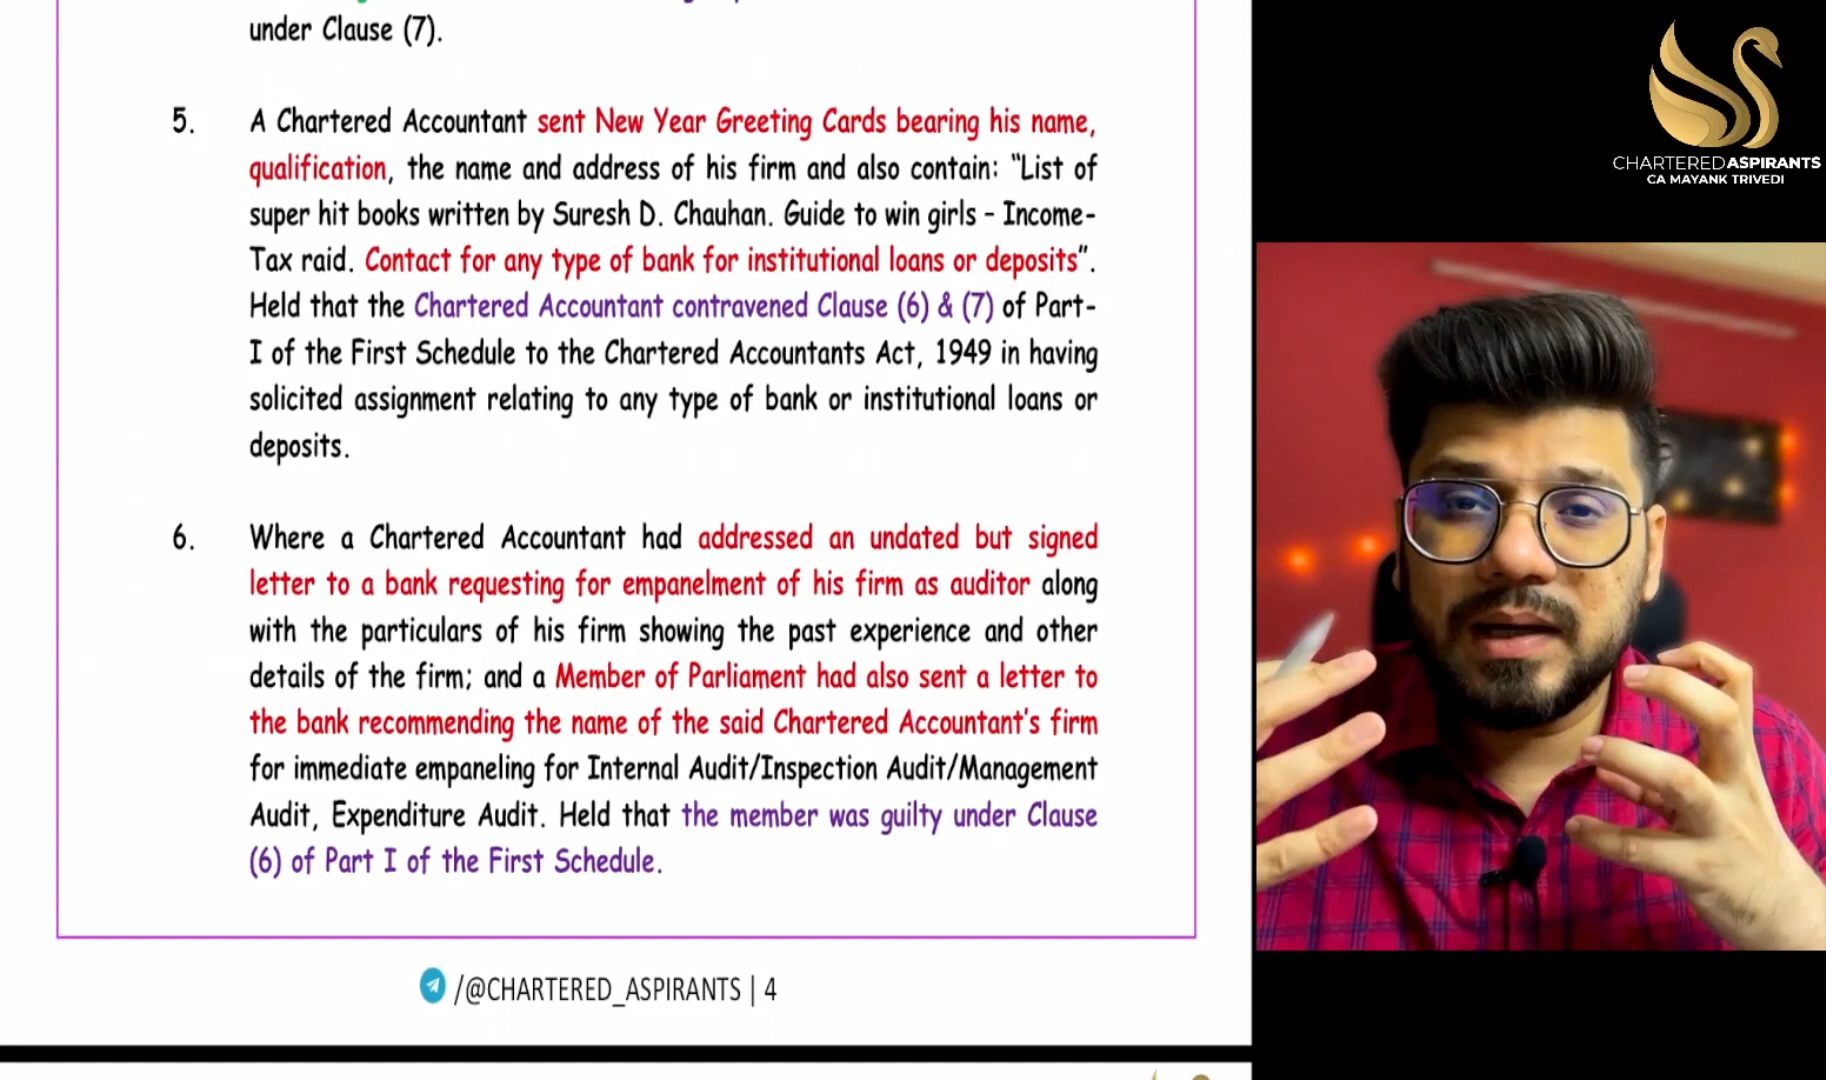 under Clause (7).
5. A Chartered Accountant sent New Year Greeting Cards bearing his name,
qualification, the name and address of his firm and also contain: “List of
super hit books written by Suresh D. Chauhan. Guide to win girls - Income-
Tax raid. Contact for any type of bank for institutional loans or deposits”.
Held that the Chartered Accountant contravened Clause (6) & (7) of Part-
I of the First Schedule to the Chartered Accountants Act, 1949 in having
solicited assignment relating to any type of bank or institutional loans or
deposits.
6. Where a Chartered Accountant had addressed an undated but signed
letter to a bank requesting for empanelment of his firm as auditor along
with the particulars of his firm showing the past experience and other
details of the firm; and a Member of Parliament had also sent a letter to
the bank recommending the name of the said Chartered Accountant's firm
for immediate empaneling for Internal Audit/Inspection Audit/Management
Audit, Expenditure Audit. Held that the member was guilty under Clause
(6) of Part I of the First Schedule.
/@CHARTERED_ASPIRANTS | 4
CHARTERED ASPIRANTS
CA MAYANK TRIVEDI